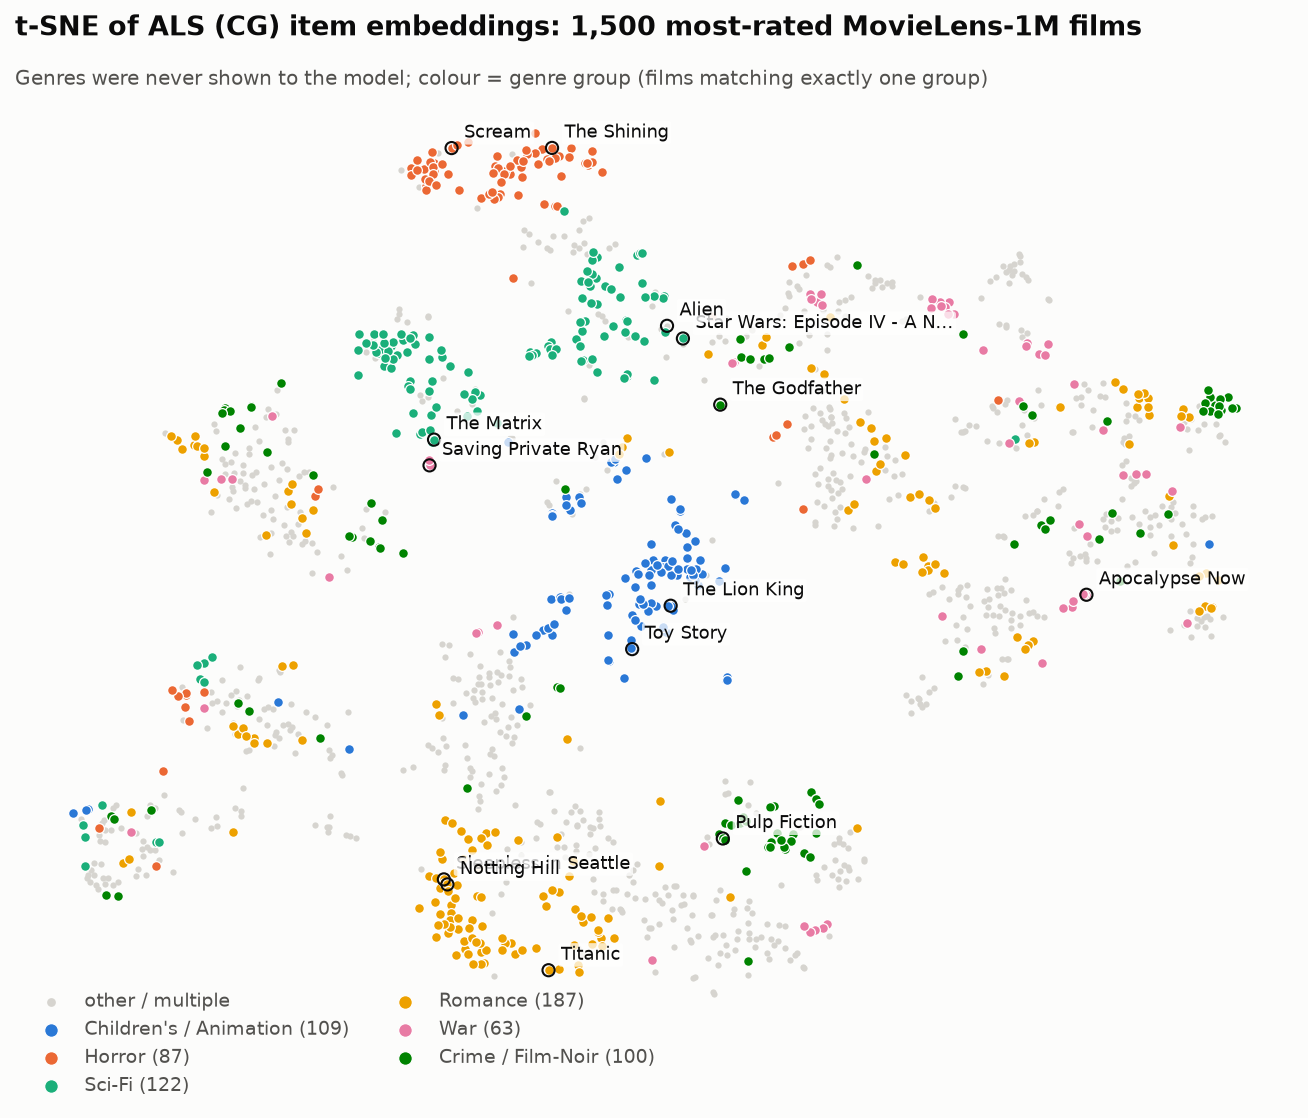 t-SNE of ALS (CG) item embeddings: 1,500 most-rated MovieLens-1M films
Genres were never shown to the model; colour = genre group (films matching exactly one group)
Scream
The Shining
Alien
Star Wars: Episode IV - A N...
The Godfather
The Matrix
Saving Private Ryan
The Lion King
Toy Story
Apocalypse Now
Pulp Fiction
Seattle
Notting Hill
Titanic
other / multiple
Children's / Animation (109)
Horror (87)
Sci-Fi (122)
Romance (187)
War (63)
Crime / Film-Noir (100)